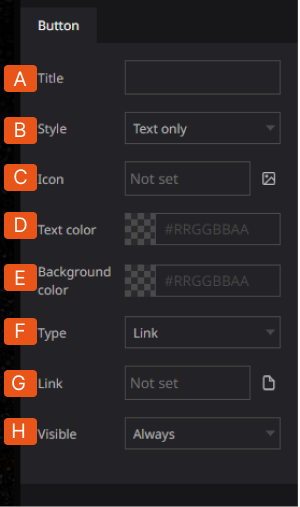 Button
A Title
B Style Text only
C Icon Not set
D Text color #RRGGBBAA
E Background
color #RRGGBBAA
F Type Link
G Link Not set
H Visible Always